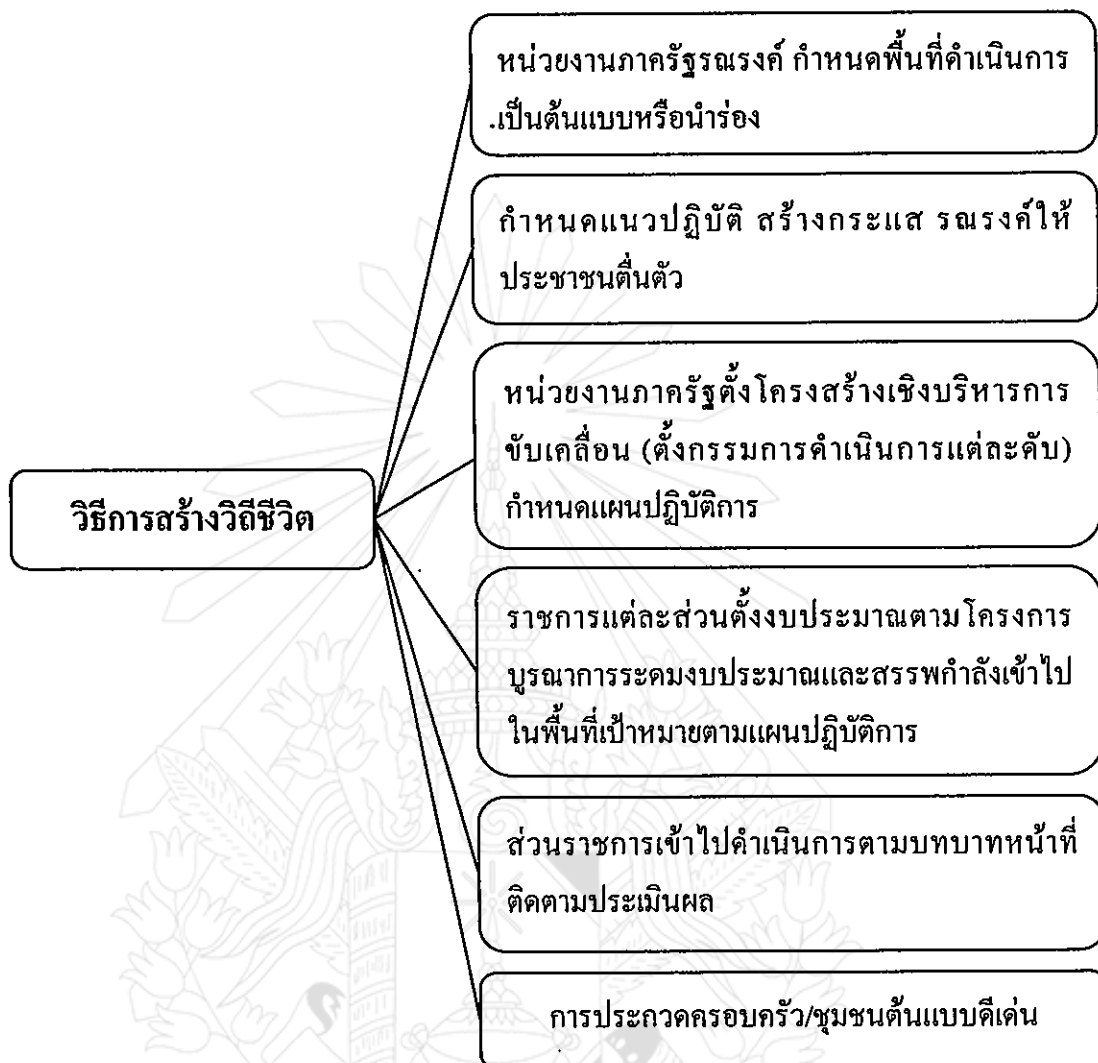 หน่วยงานภาครัฐรณรงค์ กำหนดพื้นที่ดำเนินการ
.เป็นต้นแบบหรือนำร่อง
กำหนดแนวปฏิบัติ สร้างกระแส รณรงค์ให้
ประชาชนตื่นตัว
หน่วยงานภาครัฐตั้งโครงสร้างเชิงบริหารการ
ขับเคลื่อน (ตั้งกรรมการดำเนินการแต่ละดับ)
กำหนดแผนปฏิบัติการ
วิธีการสร้างวิถีชีวิต
ราชการแต่ละส่วนตั้งงบประมาณตามโครงการ
บูรณาการระดมงบประมาณและสรรพกำลังเข้าไป
ในพื้นที่เป้าหมายตามแผนปฏิบัติการ
ส่วนราชการเข้าไปดำเนินการตามบทบาทหน้าที่
ติดตามประเมินผล
การประกวดครอบครัว/ชุมชนต้นแบบดีเด่น